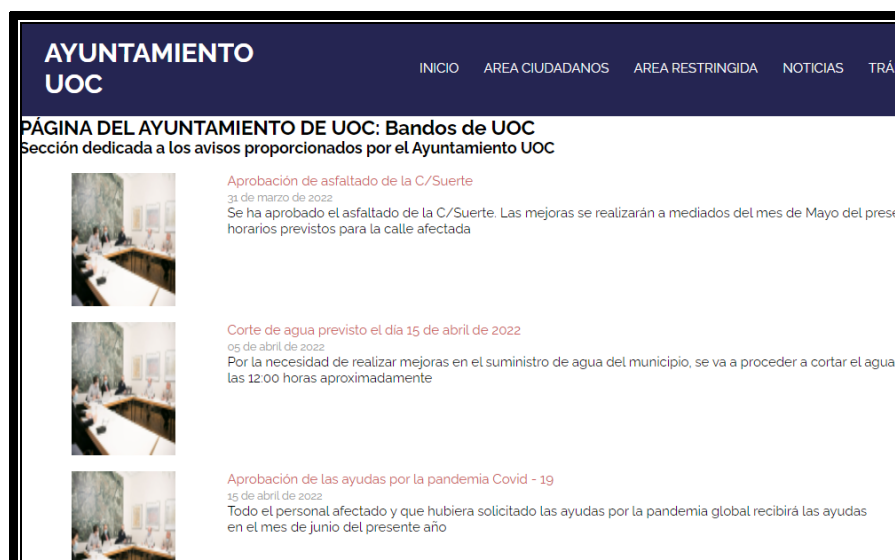 AYUNTAMIENTO
UOC
INICIO AREA CIUDADANOS AREA RESTRINGIDA NOTICIAS TRÁ
PÁGINA DEL AYUNTAMIENTO DE UOC: Bandos de UOC
Sección dedicada a los avisos proporcionados por el Ayuntamiento UOC
Aprobación de asfaltado de la C/Suerte
31 de marzo de 2022
Se ha aprobado el asfaltado de la C/Suerte. Las mejoras se realizarán a mediados del mes de Mayo del prese
horarios previstos para la calle afectada
Corte de agua previsto el día 15 de abril de 2022
05 de abril de 2022
Por la necesidad de realizar mejoras en el suministro de agua del municipio, se va a proceder a cortar el agua
las 12:00 horas aproximadamente
Aprobación de las ayudas por la pandemia Covid - 19
15 de abril de 2022
Todo el personal afectado y que hubiera solicitado las ayudas por la pandemia global recibirá las ayudas
en el mes de junio del presente año